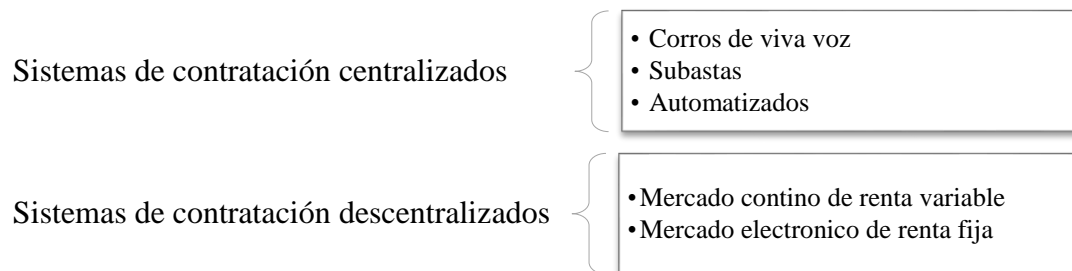 Sistemas de contratación centralizados
• Corros de viva voz
• Subastas
• Automatizados
Sistemas de contratación descentralizados
•Mercado contino de renta variable
•Mercado electronico de renta fija